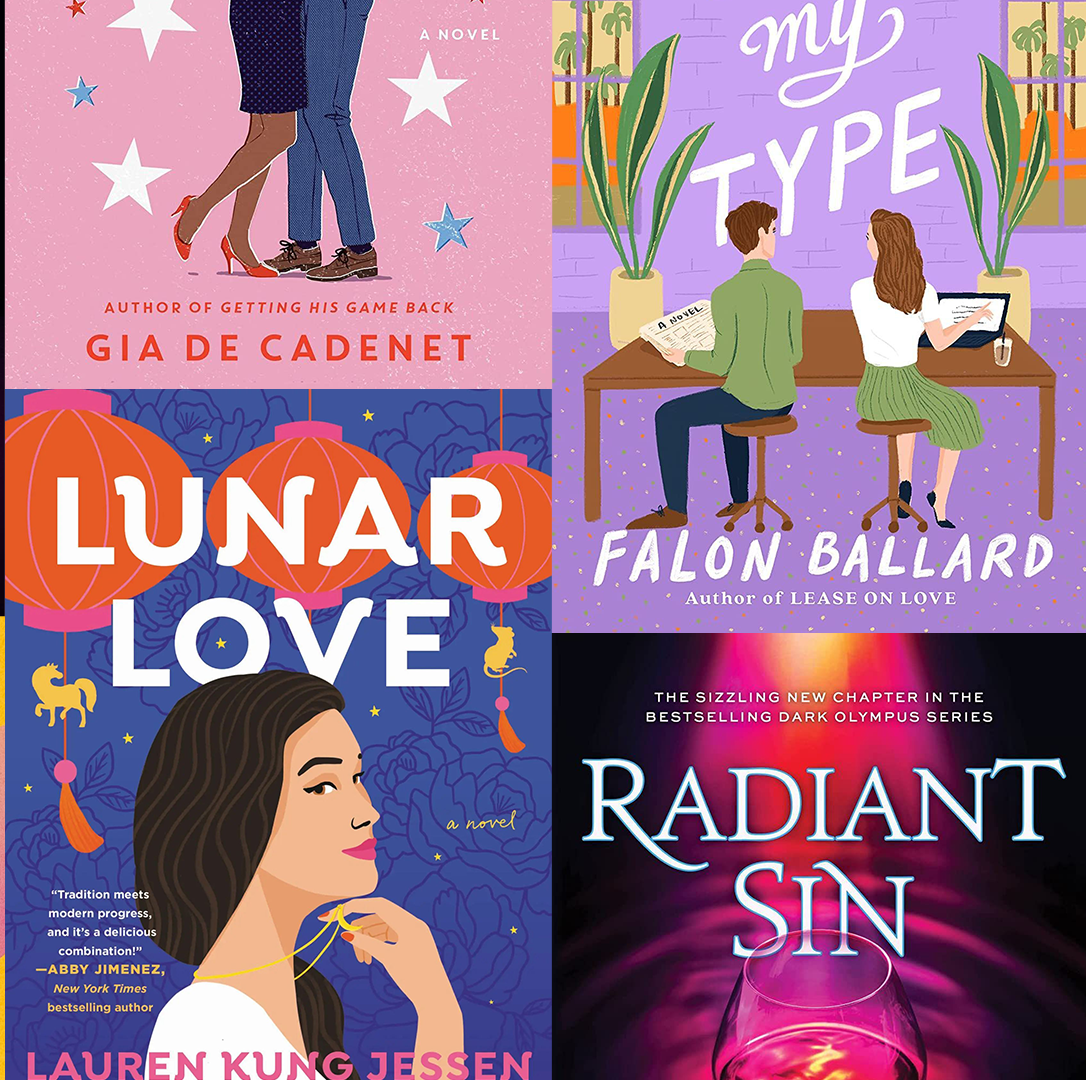 A NOVEL
AUTHOR OF GETTING HIS GAME BACK
GIA DE CADENET
my
TYPE
A NOVEL
FALON BALLARD
Author of LEASE ON LOVE
LUNAR
LOVE
a novel
“Tradition meets
modern progress,
and it’s a delicious
combination!”
—ABBY JIMENEZ,
New York Times
bestselling author
LAUREN KUNG JESSEN
THE SIZZLING NEW CHAPTER IN THE
BESTSELLING DARK OLYMPUS SERIES
RADIANT
SIN